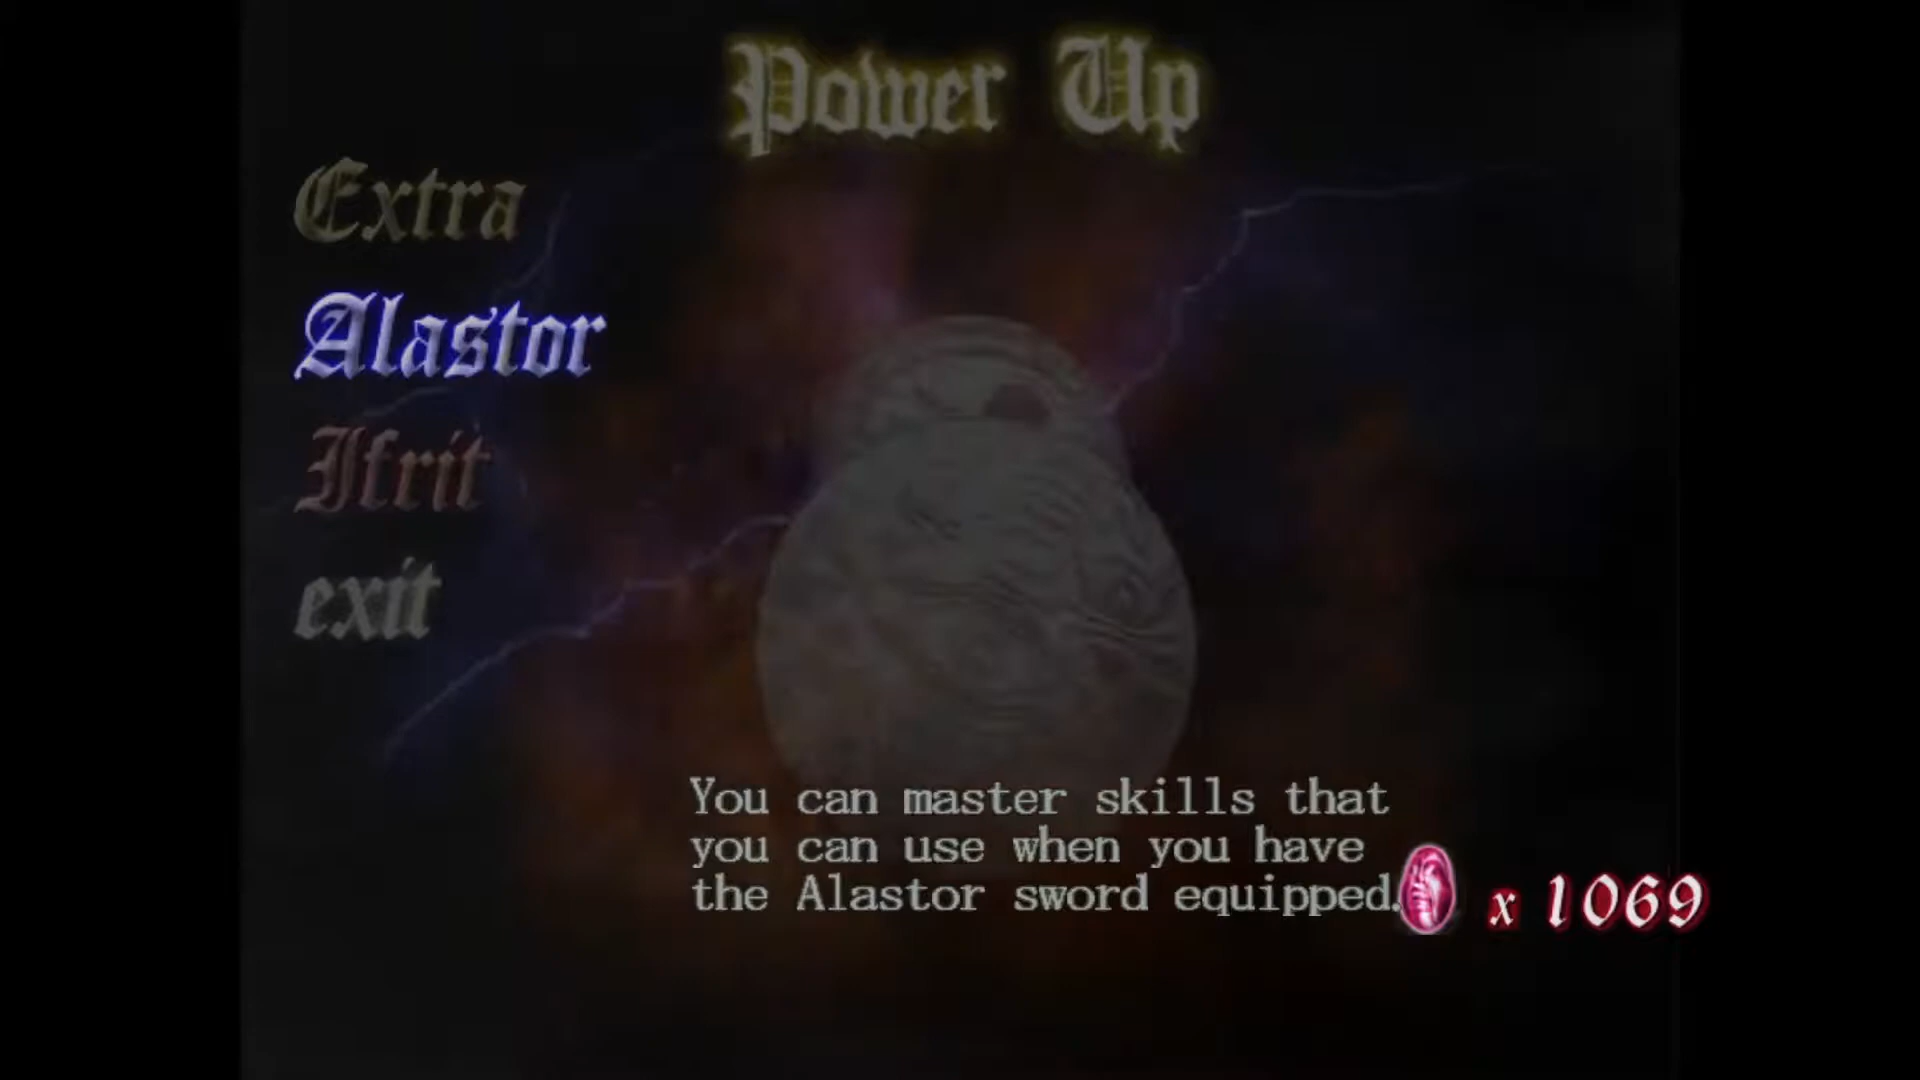 Power Up
Extra
Alastor
Ifrit
exit
You can master skills that
you can use when you have
the Alastor sword equipped.
x 1069